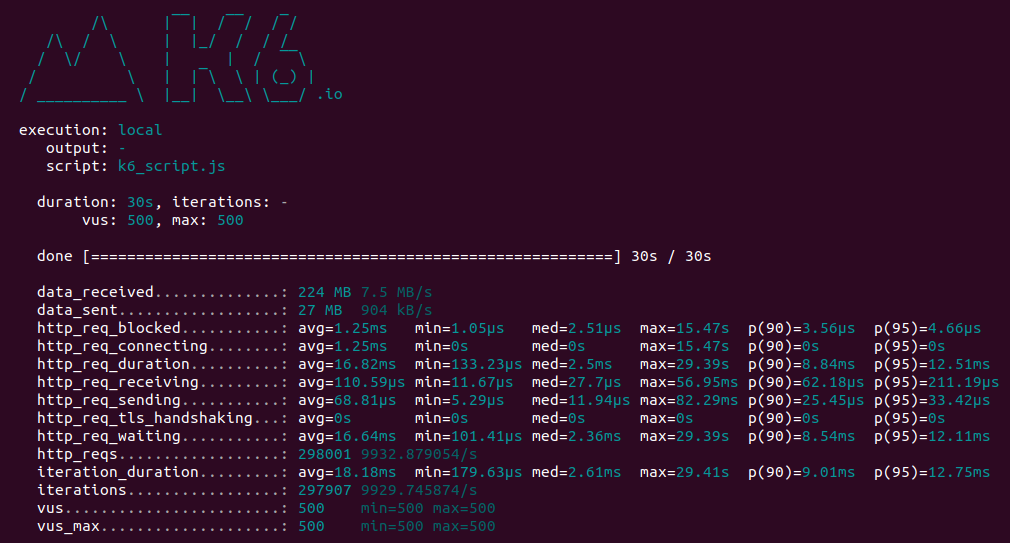 /\      |‾‾|  /‾‾/  /‾/
     /\  /  \     |  |_/  /  / /
    /  \/    \    |   _  |  /  ‾‾\
   /          \   |  | \  \ | (_) |
  / __________ \  |__|  \__\ \___/ .io
execution: local
output: -
script: k6_script.js
duration: 30s, iterations: -
vus: 500, max: 500
done [==========================================================] 30s / 30s
data_received..............: 224 MB 7.5 MB/s
data_sent..................: 27 MB  904 kB/s
http_req_blocked...........: avg=1.25ms   min=1.05µs   med=2.51µs  max=15.47s  p(90)=3.56µs  p(95)=4.66µs
http_req_connecting........: avg=1.25ms   min=0s       med=0s      max=15.47s  p(90)=0s      p(95)=0s
http_req_duration..........: avg=16.82ms  min=133.23µs med=2.5ms   max=29.39s  p(90)=8.84ms  p(95)=12.51ms
http_req_receiving.........: avg=110.59µs min=11.67µs  med=27.7µs  max=56.95ms p(90)=62.18µs p(95)=211.19µs
http_req_sending...........: avg=68.81µs  min=5.29µs   med=11.94µs max=82.29ms p(90)=25.45µs p(95)=33.42µs
http_req_tls_handshaking...: avg=0s       min=0s       med=0s      max=0s      p(90)=0s      p(95)=0s
http_req_waiting...........: avg=16.64ms  min=101.41µs med=2.36ms  max=29.39s  p(90)=8.54ms  p(95)=12.11ms
http_reqs..................: 298001 9932.879054/s
iteration_duration.........: avg=18.18ms  min=179.63µs med=2.61ms  max=29.41s  p(90)=9.01ms  p(95)=12.75ms
iterations.................: 297907 9929.745874/s
vus........................: 500    min=500 max=500
vus_max....................: 500    min=500 max=500